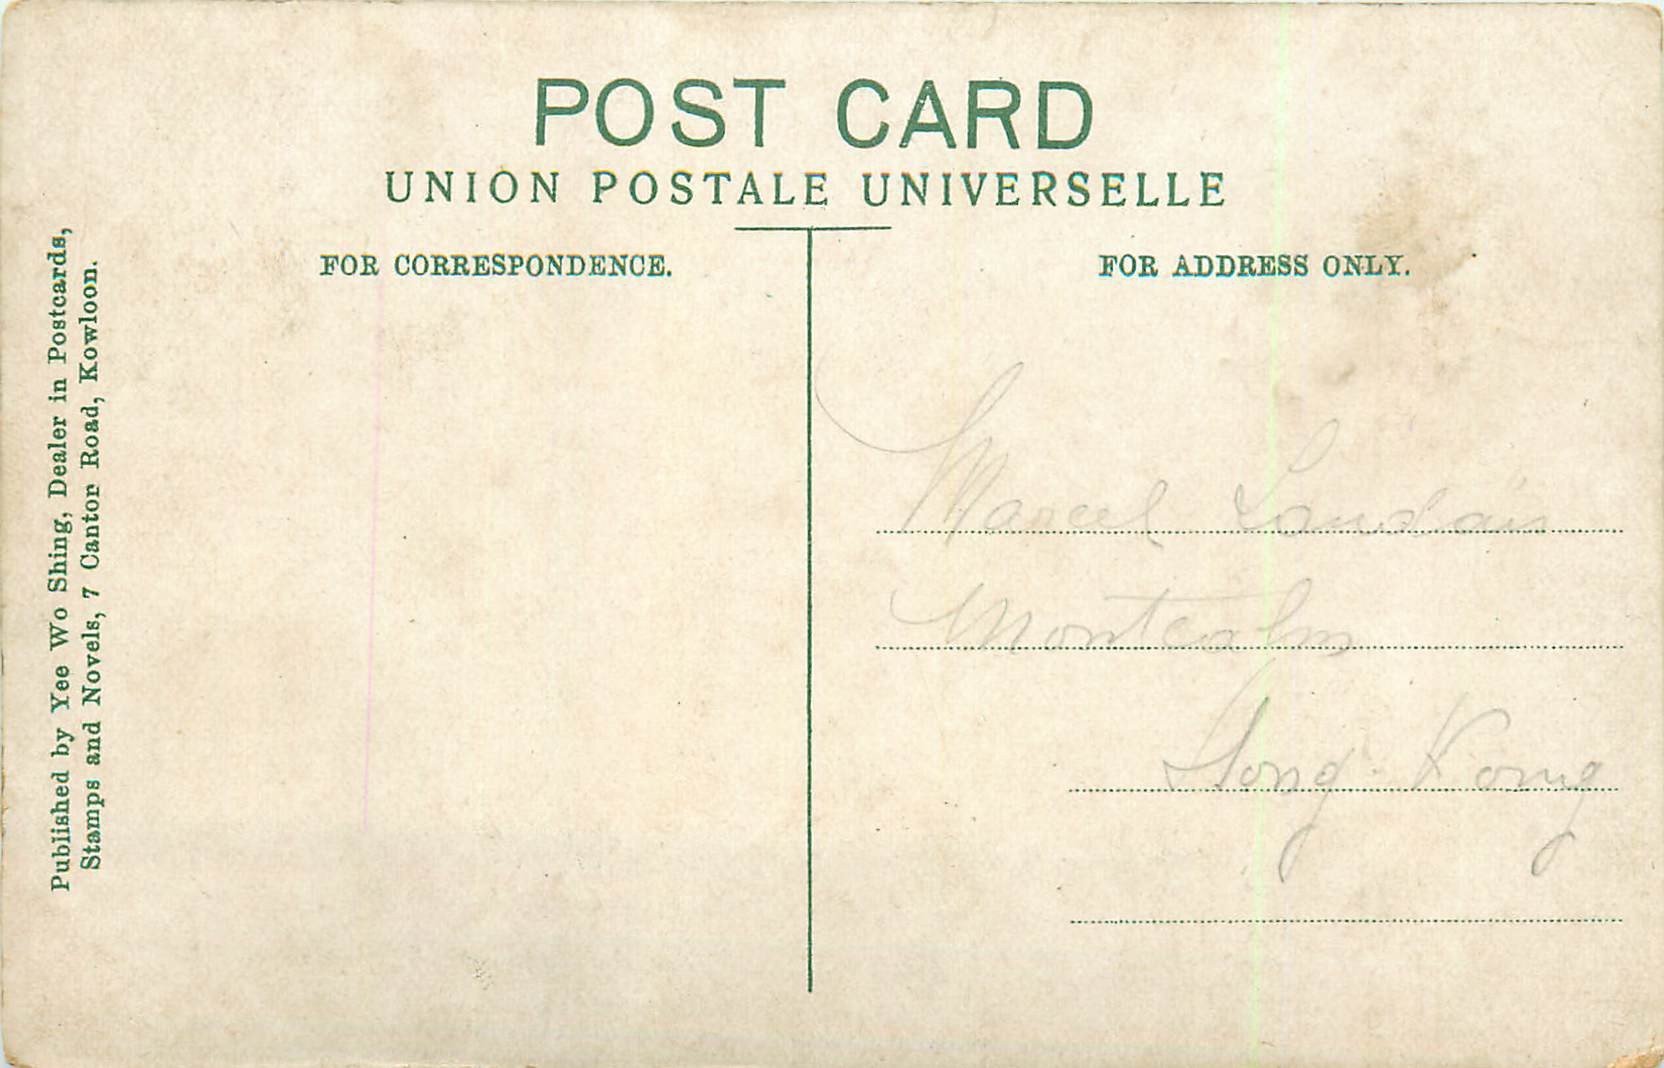 POST CARD
UNION POSTALE UNIVERSELLE
FOR CORRESPONDENCE.
FOR ADDRESS ONLY.
Published by Yee Wo Shing, Dealer in Postcards,
Stamps and Novels, 7 Canton Road, Kowloon.
Marcel
Montcalm
Hong-Kong